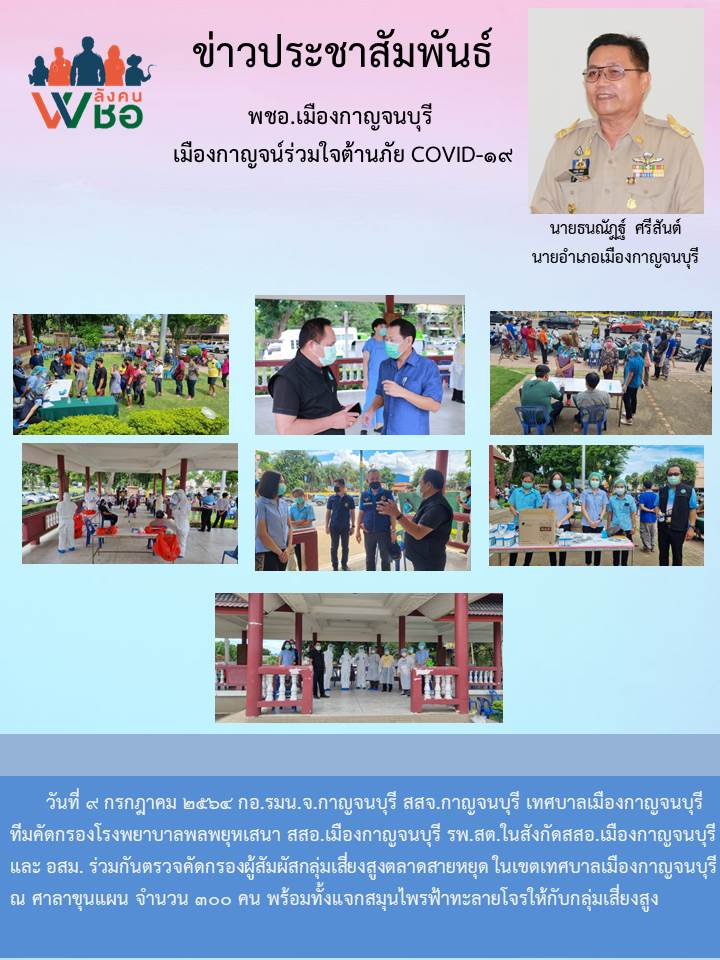 ข่าวประชาสัมพันธ์
พลังคน
พชอ
พชอ.เมืองกาญจนบุรี
เมืองกาญจน์ร่วมใจต้านภัย COVID-๑๙
นายธนณัฏฐ์ ศรีสันต์
นายอำเภอเมืองกาญจนบุรี
วันที่ ๙ กรกฎาคม ๒๕๖๔ กอ.รมน.จ.กาญจนบุรี สสจ.กาญจนบุรี เทศบาลเมืองกาญจนบุรี
ทีมคัดกรองโรงพยาบาลพลพยุหเสนา สสอ.เมืองกาญจนบุรี รพ.สต.ในสังกัดสสอ.เมืองกาญจนบุรี
และ อสม. ร่วมกันตรวจคัดกรองผู้สัมผัสกลุ่มเสี่ยงสูงตลาดสายหยุด ในเขตเทศบาลเมืองกาญจนบุรี
ณ ศาลาขุนแผน จำนวน ๓๐๐ คน พร้อมทั้งแจกสมุนไพรฟ้าทะลายโจรให้กับกลุ่มเสี่ยงสูง